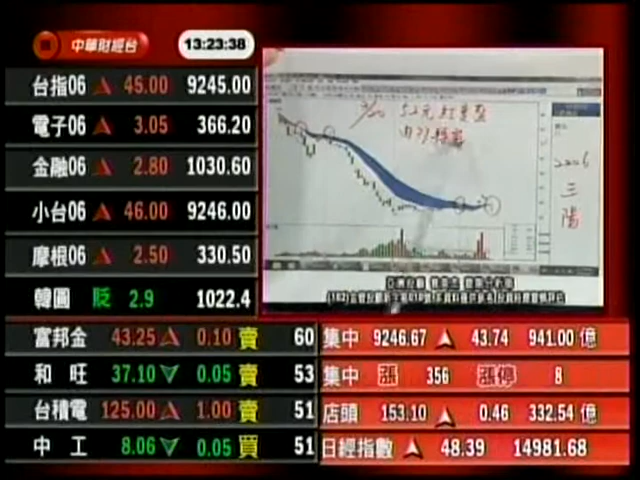 中華財經台 13:23:38
台指06 45.00 9245.00
電子06 3.05 366.20
金融06 2.80 1030.60
小台06 46.00 9246.00
摩根06 2.50 330.50
韓圜 貶 2.9 1022.4
52元
2206
三
陽
富邦金 43.25 0.10 賣 60
和旺 37.10 0.05 賣 53
台積電 125.00 1.00 賣 51
中工 8.06 0.05 買 51
集中 9246.67 43.74 941.00 億
集中 漲 356 漲停 8
店頭 153.10 0.46 332.54 億
日經指數 48.39 14981.68